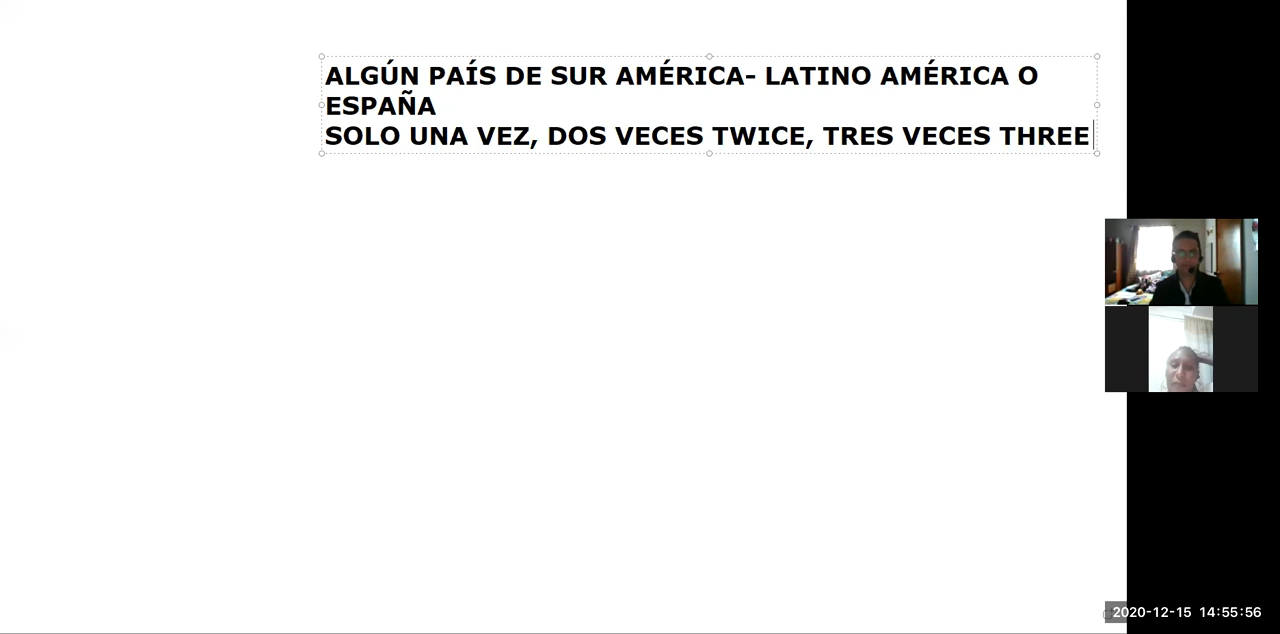 ALGÚN PAÍS DE SUR AMÉRICA- LATINO AMÉRICA O
ESPAÑA
SOLO UNA VEZ, DOS VECES TWICE, TRES VECES THREE
2020-12-15 14:55:56